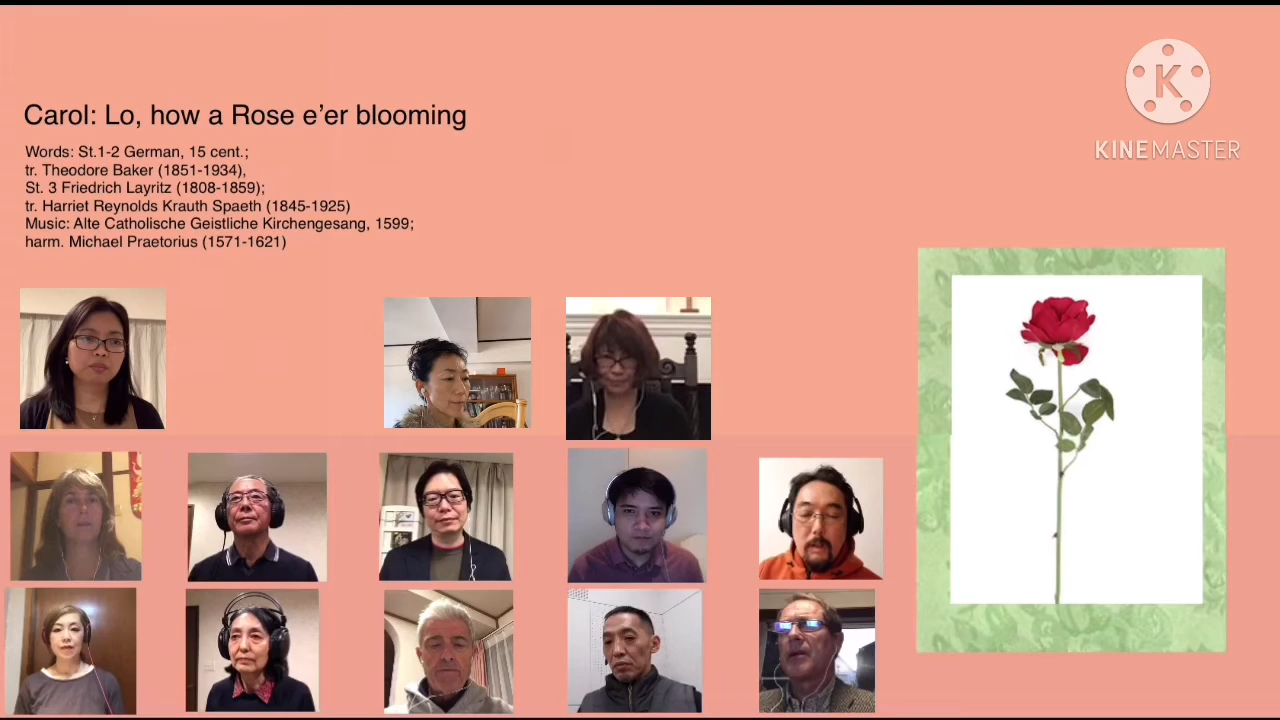 Carol: Lo, how a Rose e’er blooming
Words: St.1-2 German, 15 cent.;
tr. Theodore Baker (1851-1934),
St. 3 Friedrich Layritz (1808-1859);
tr. Harriet Reynolds Krauth Spaeth (1845-1925)
Music: Alte Catholische Geistliche Kirchengesang, 1599;
harm. Michael Praetorius (1571-1621)
K
KINEMASTER